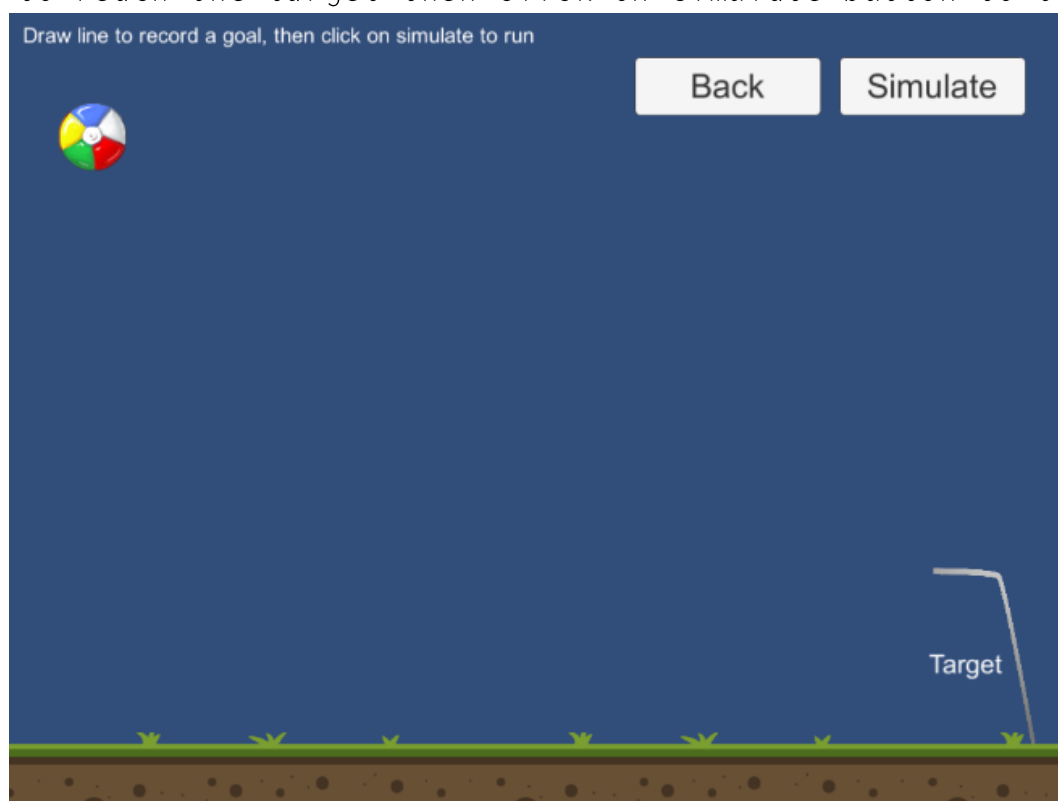 Draw line to record a goal, then click on simulate to run
Back
Simulate
Target